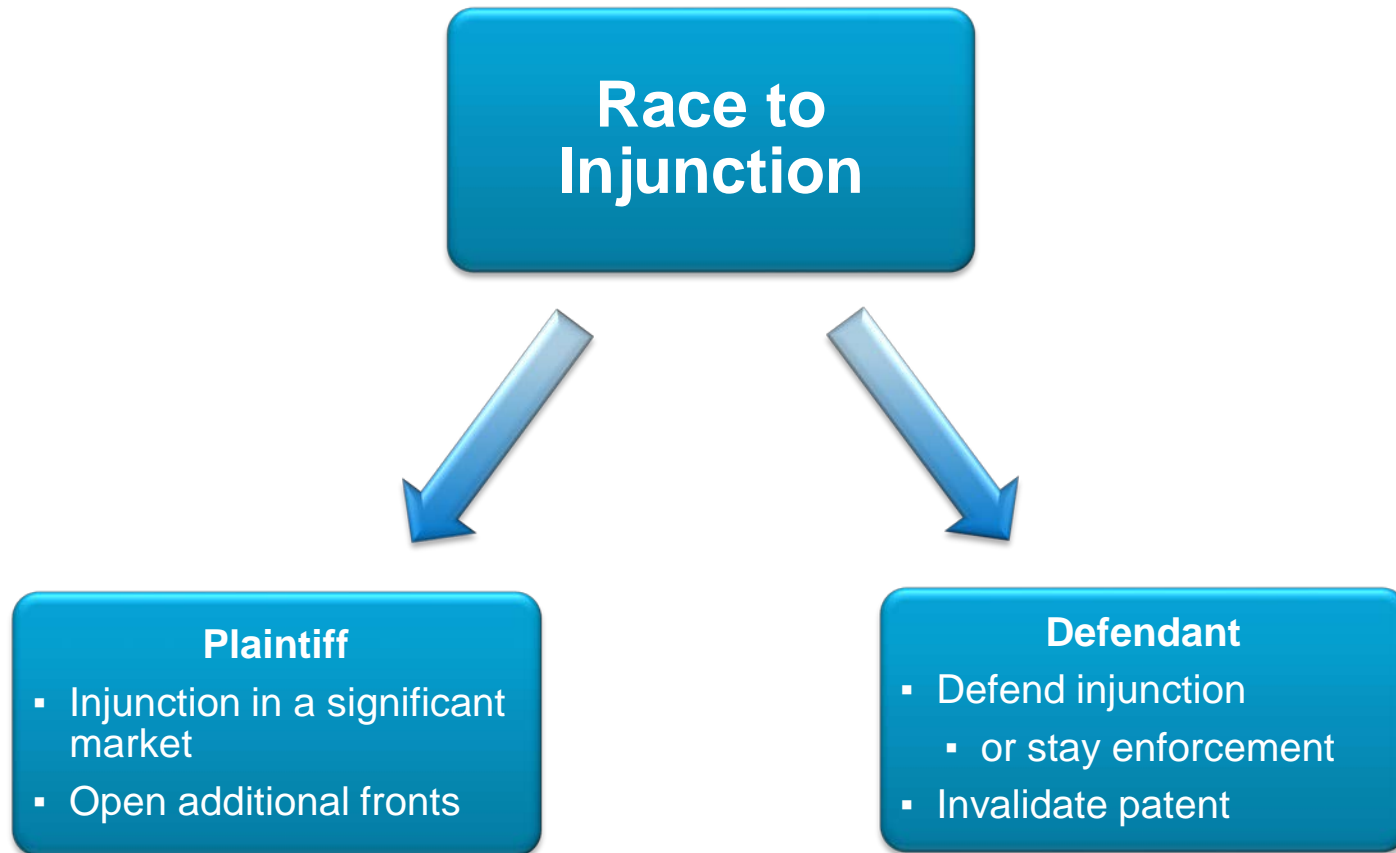 Race to
Injunction
Plaintiff
▪ Injunction in a significant
market
▪ Open additional fronts
Defendant
▪ Defend injunction
▪ or stay enforcement
▪ Invalidate patent